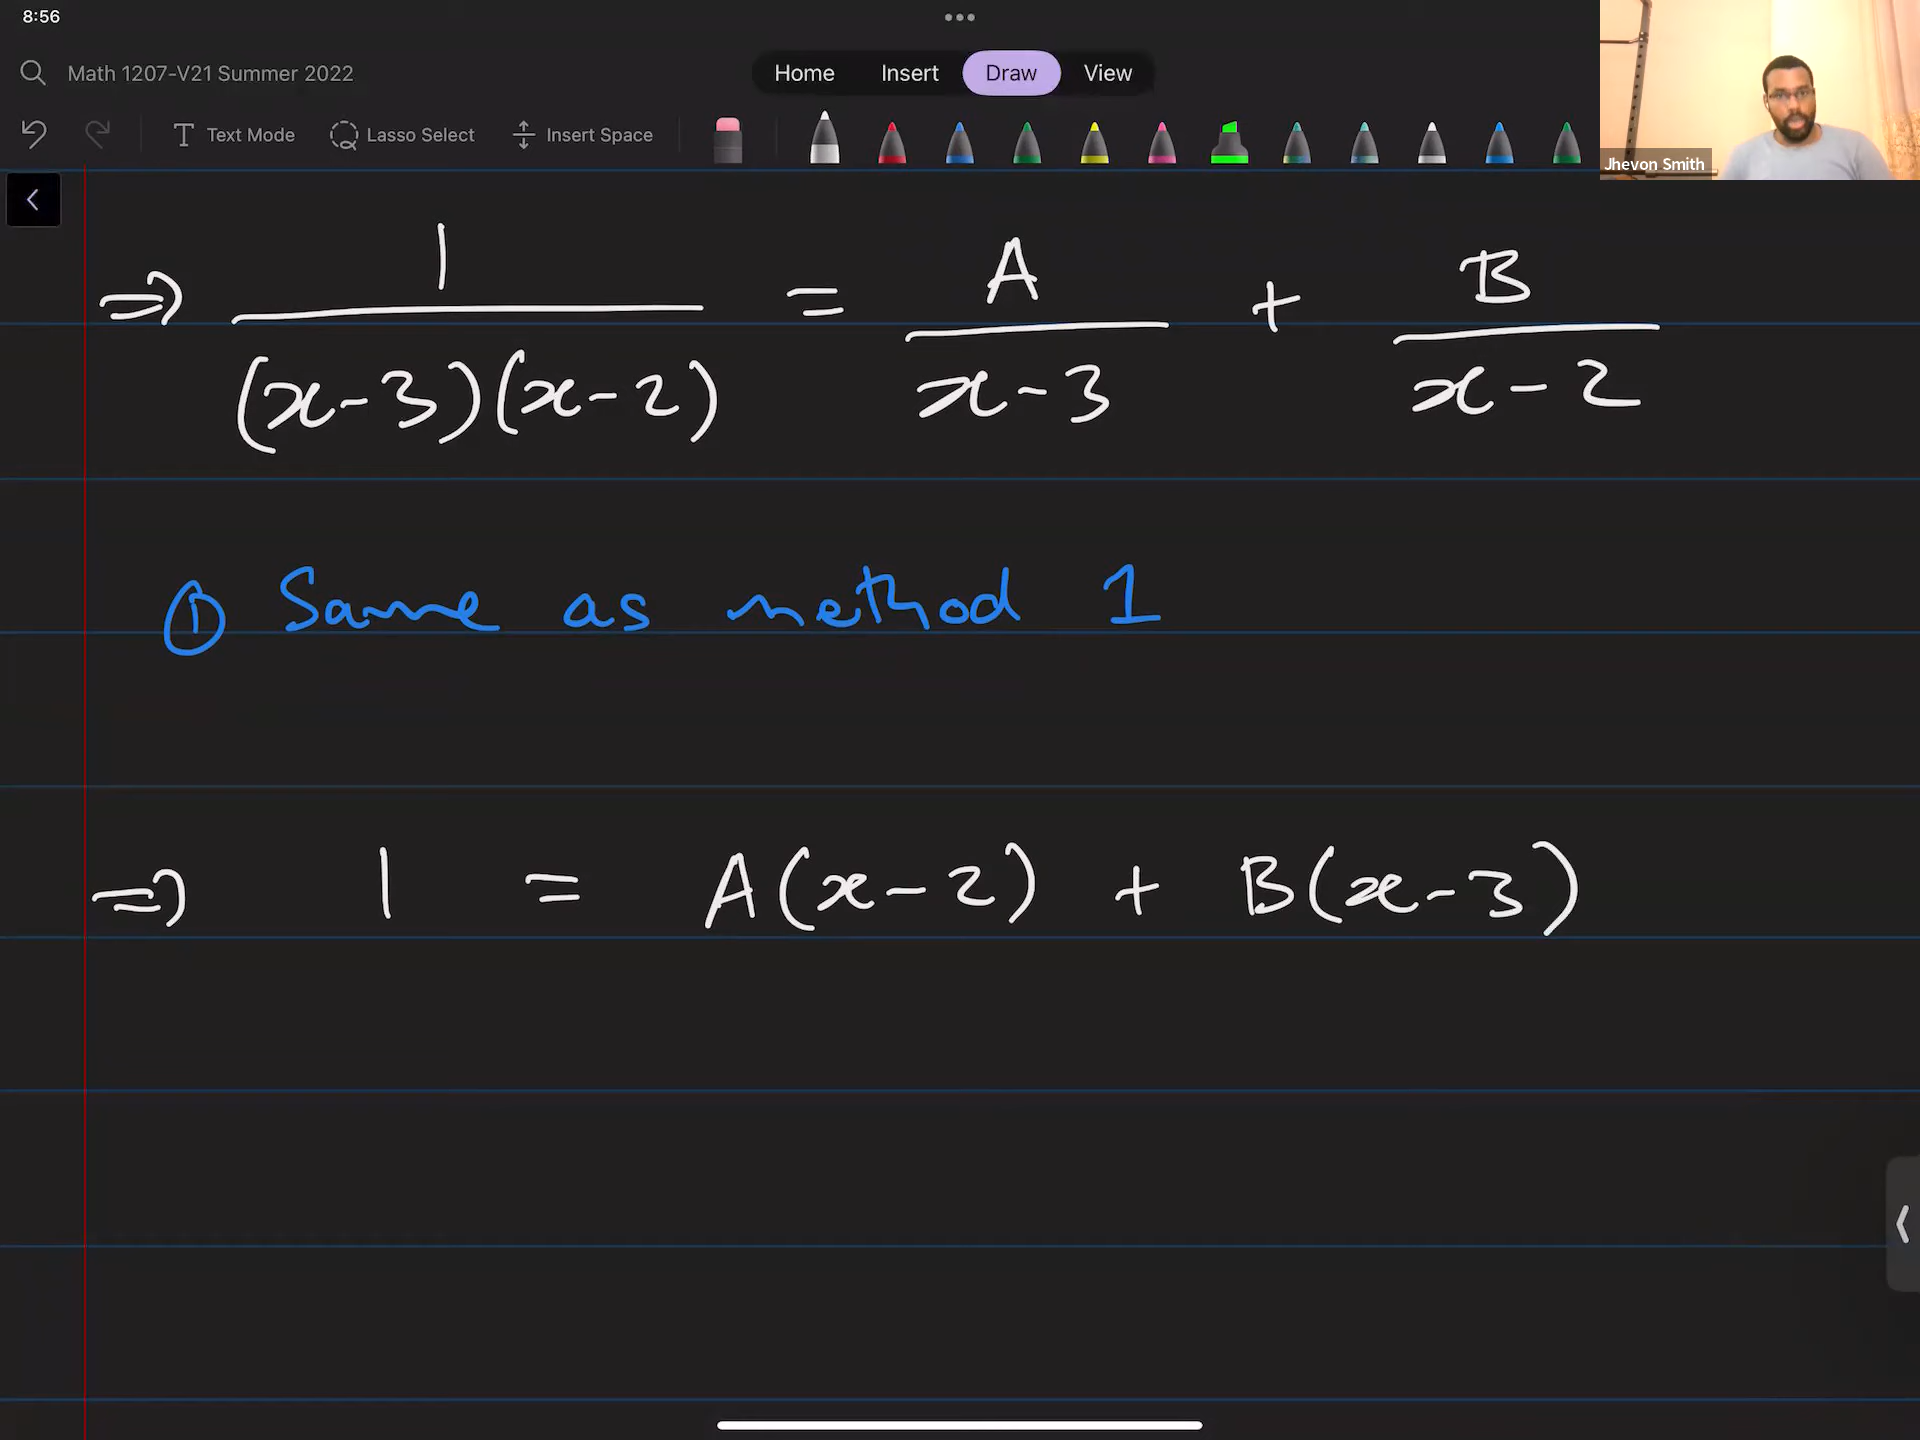 8:56
Math 1207-V21 Summer 2022
Home Insert Draw View
Text Mode Lasso Select Insert Space
Jhevon Smith
⇒ 1/((x-3)(x-2)) = A/(x-3) + B/(x-2)
① Same as method 1
⇒ 1 = A(x-2) + B(x-3)